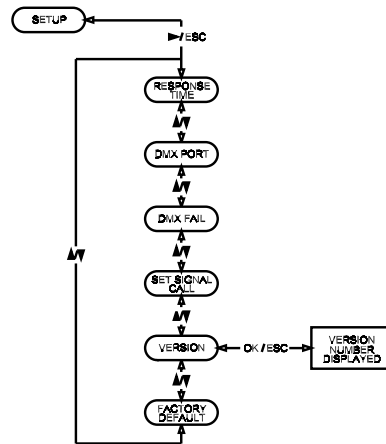 SETUP
►/ESC
RESPONSE
TIME
▲/▼
DMX PORT
▲/▼
DMX FAIL
▲/▼
▲/▼
SET SIGNAL
CALL
▲/▼
VERSION
OK / ESC
VERSION
NUMBER
DISPLAYED
▲/▼
FACTORY
DEFAULT